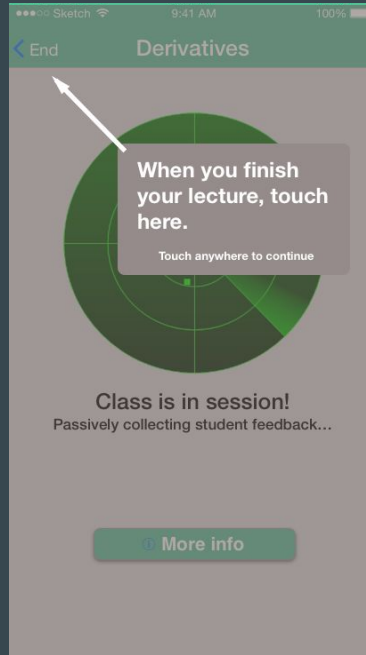 Sketch 9:41 AM 100%
End Derivatives
When you finish
your lecture, touch
here.
Touch anywhere to continue
Class is in session!
Passively collecting student feedback...
More info